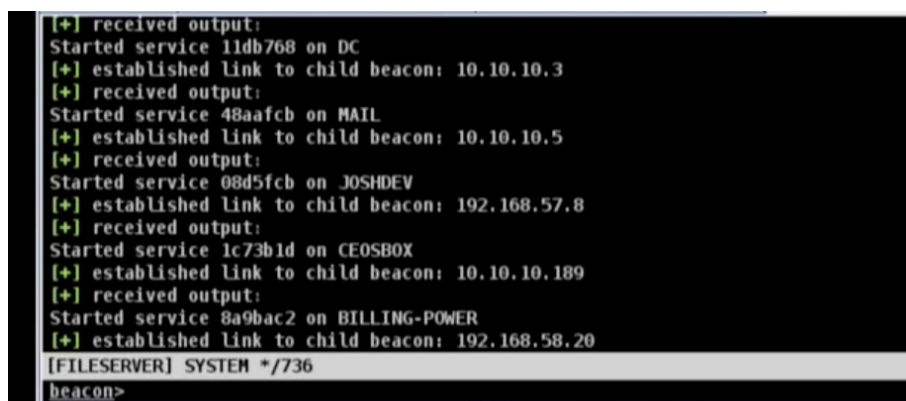 [+] received output:
Started service 11db768 on DC
[+] established link to child beacon: 10.10.10.3
[+] received output:
Started service 48aafcb on MAIL
[+] established link to child beacon: 10.10.10.5
[+] received output:
Started service 08d5fcb on JOSHDEV
[+] established link to child beacon: 192.168.57.8
[+] received output:
Started service 1c73b1d on CEOSBOX
[+] established link to child beacon: 10.10.10.189
[+] received output:
Started service 8a9bac2 on BILLING-POWER
[+] established link to child beacon: 192.168.58.20
[FILESERVER] SYSTEM */736
beacon>